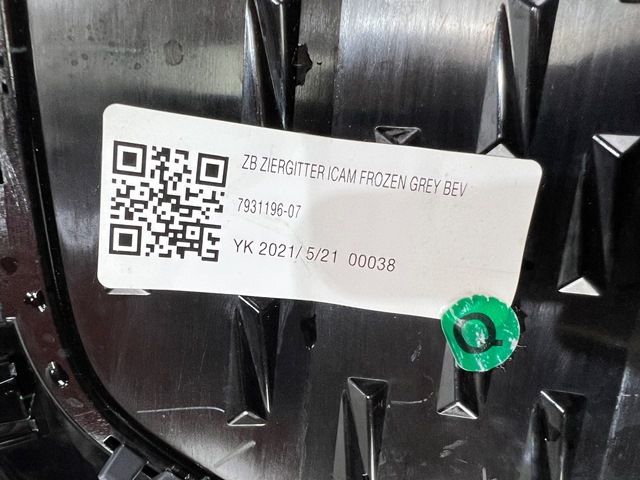 ZB ZIERGITTER ICAM FROZEN GREY BEV
7931196-07
YK 2021/ 5/21 00038
Q